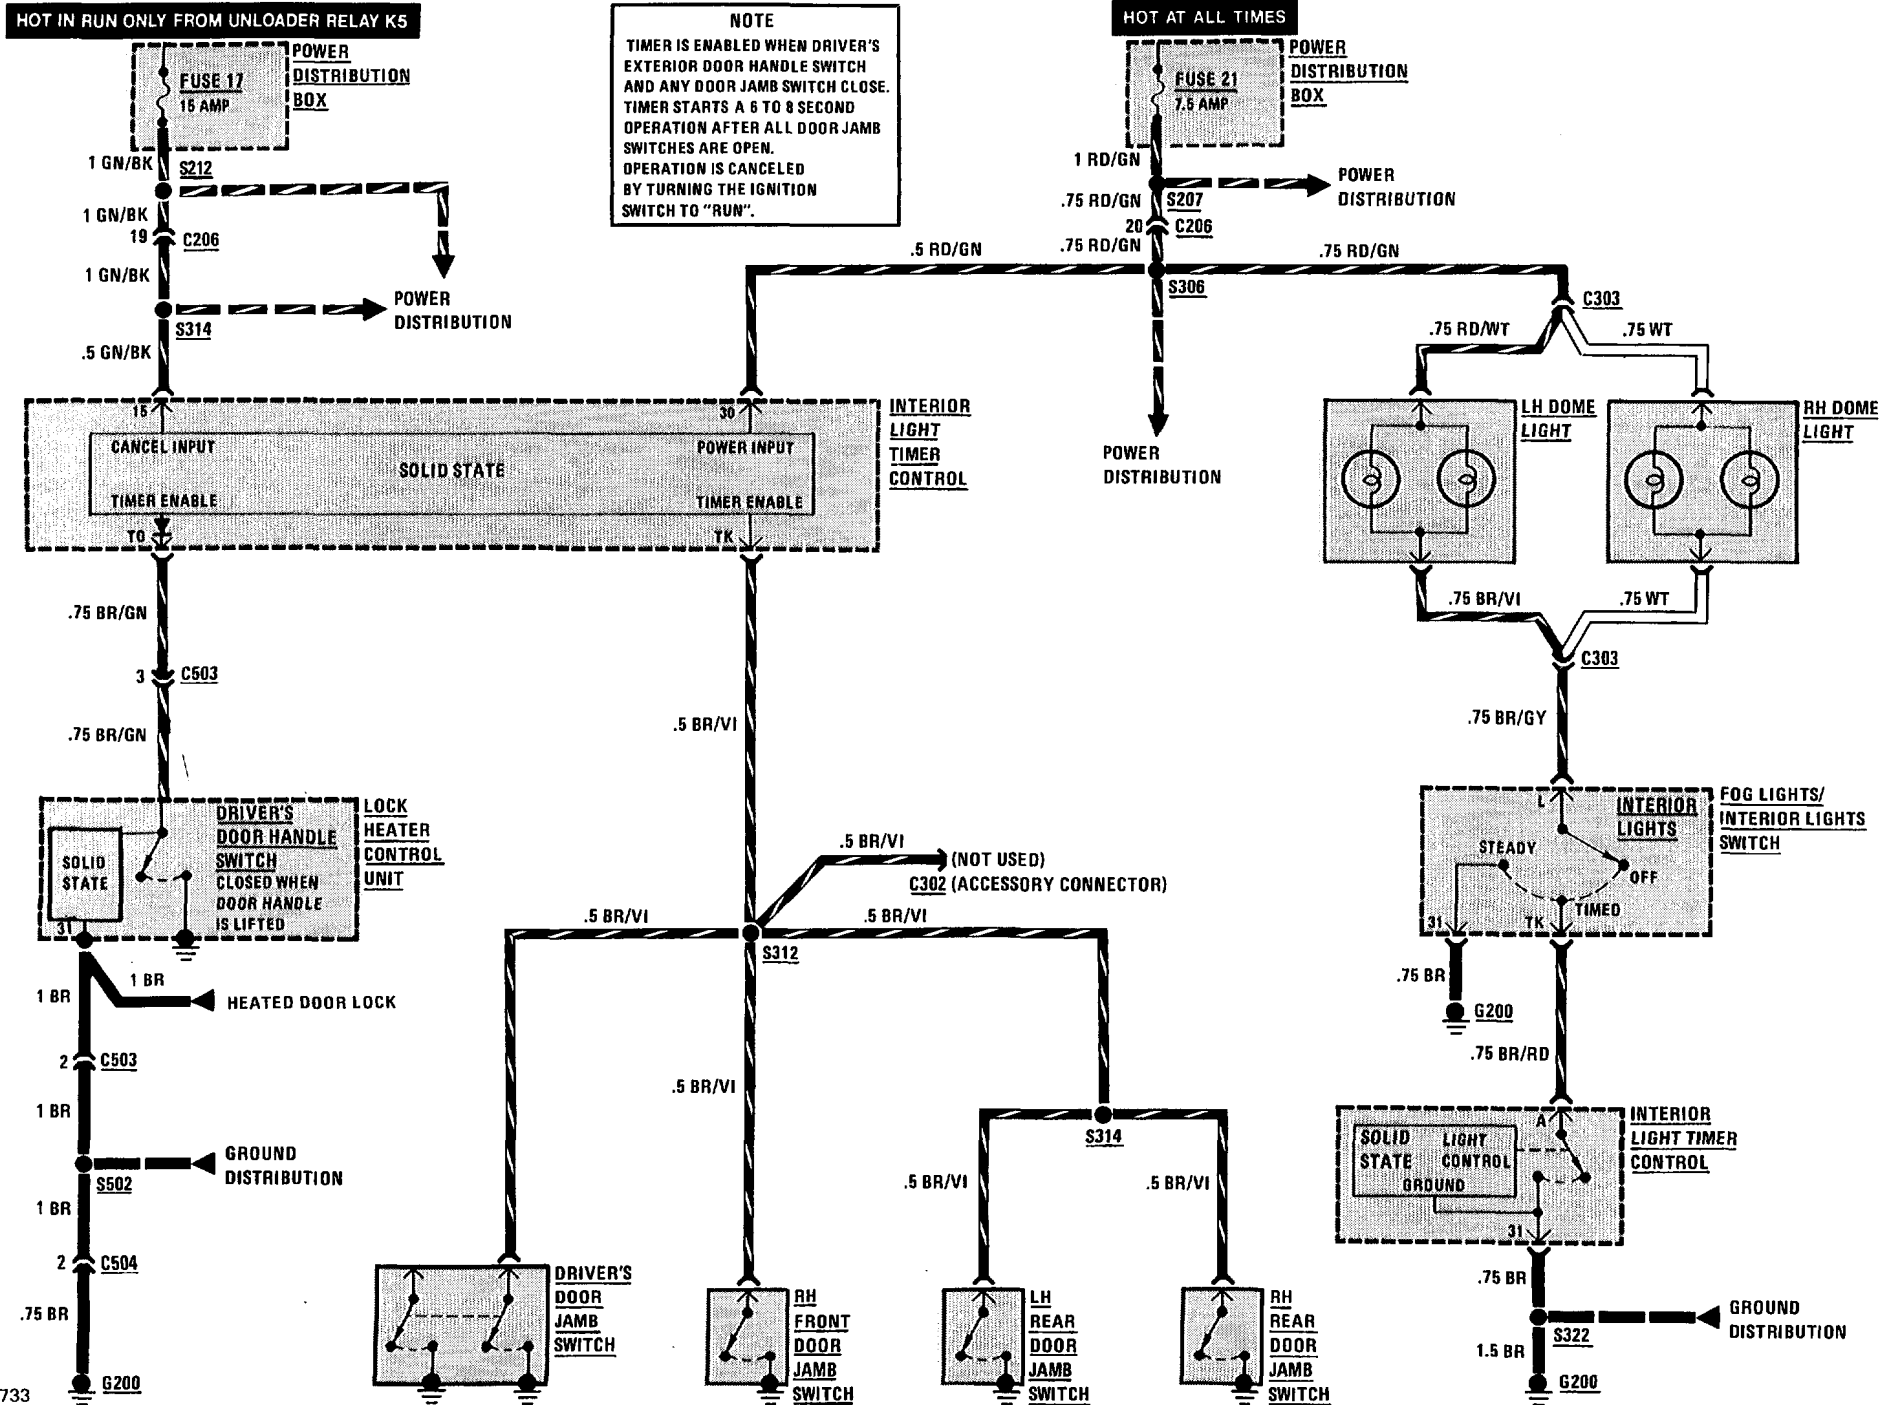 HOT IN RUN ONLY FROM UNLOADER RELAY K5
POWER
DISTRIBUTION
BOX
FUSE 17
15 AMP
1 GN/BK
S212
1 GN/BK
19
C206
1 GN/BK
S314
POWER
DISTRIBUTION
.5 GN/BK
NOTE
TIMER IS ENABLED WHEN DRIVER'S
EXTERIOR DOOR HANDLE SWITCH
AND ANY DOOR JAMB SWITCH CLOSE.
TIMER STARTS A 6 TO 8 SECOND
OPERATION AFTER ALL DOOR JAMB
SWITCHES ARE OPEN.
OPERATION IS CANCELED
BY TURNING THE IGNITION
SWITCH TO "RUN".
HOT AT ALL TIMES
POWER
DISTRIBUTION
BOX
FUSE 21
7.5 AMP
1 RD/GN
POWER
DISTRIBUTION
.75 RD/GN
S207
20
C206
.5 RD/GN
.75 RD/GN
.75 RD/GN
S306
C303
.75 RD/WT
.75 WT
POWER
DISTRIBUTION
15
30
INTERIOR
LIGHT
TIMER
CONTROL
CANCEL INPUT
POWER INPUT
SOLID STATE
TIMER ENABLE
TIMER ENABLE
TO
TK
LH DOME
LIGHT
RH DOME
LIGHT
.75 BR/VI
.75 WT
C303
.75 BR/GN
3
C503
.75 BR/GN
.5 BR/VI
.75 BR/GY
LOCK
HEATER
CONTROL
UNIT
DRIVER'S
DOOR HANDLE
SWITCH
CLOSED WHEN
DOOR HANDLE
IS LIFTED
SOLID
STATE
31
1 BR
1 BR
HEATED DOOR LOCK
2
C503
1 BR
GROUND
DISTRIBUTION
S502
1 BR
2
C504
.75 BR
G200
733
.5 BR/VI
(NOT USED)
C302 (ACCESSORY CONNECTOR)
.5 BR/VI
.5 BR/VI
S312
.5 BR/VI
S314
.5 BR/VI
.5 BR/VI
DRIVER'S
DOOR
JAMB
SWITCH
RH
FRONT
DOOR
JAMB
SWITCH
LH
REAR
DOOR
JAMB
SWITCH
RH
REAR
DOOR
JAMB
SWITCH
L
INTERIOR
LIGHTS
FOG LIGHTS/
INTERIOR LIGHTS
SWITCH
STEADY
OFF
TIMED
31
TK
.75 BR
G200
.75 BR/RD
A
INTERIOR
LIGHT TIMER
CONTROL
SOLID
STATE
LIGHT
CONTROL
GROUND
31
.75 BR
GROUND
DISTRIBUTION
S322
1.5 BR
G200